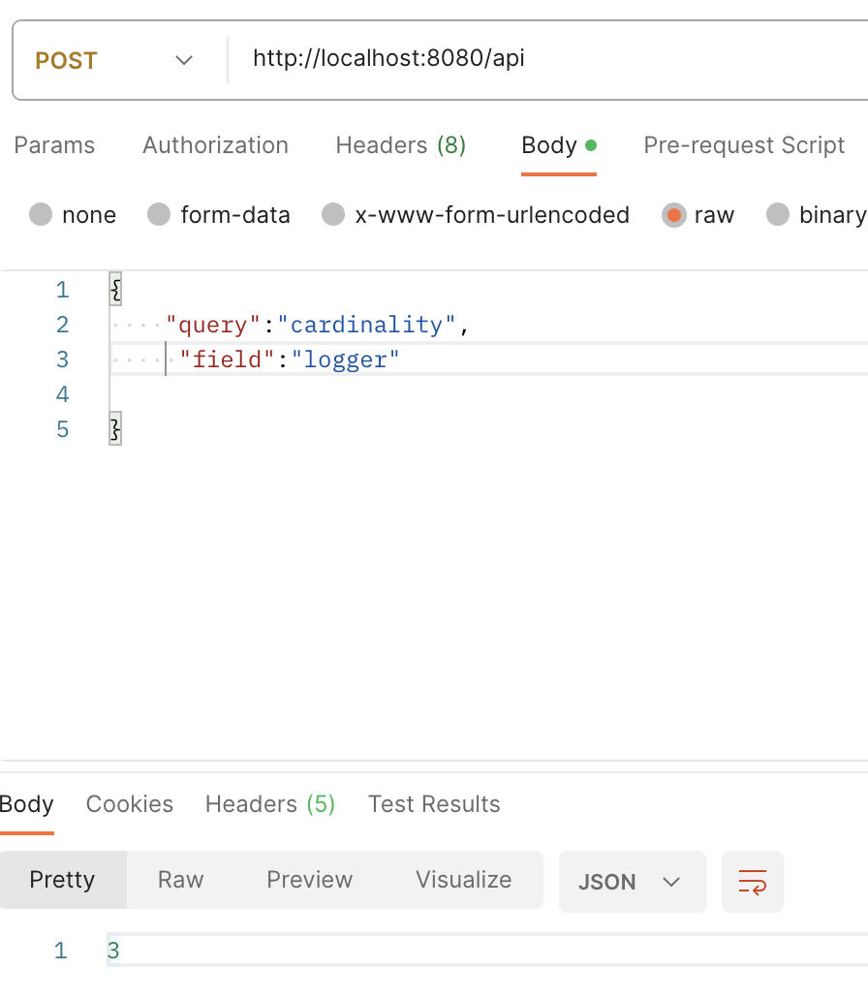 POST http://localhost:8080/api
Params Authorization Headers (8) Body Pre-request Script
none form-data x-www-form-urlencoded raw binary
1 {
2 "query":"cardinality",
3 "field":"logger"
4
5 }
Body Cookies Headers (5) Test Results
Pretty Raw Preview Visualize JSON
1 3